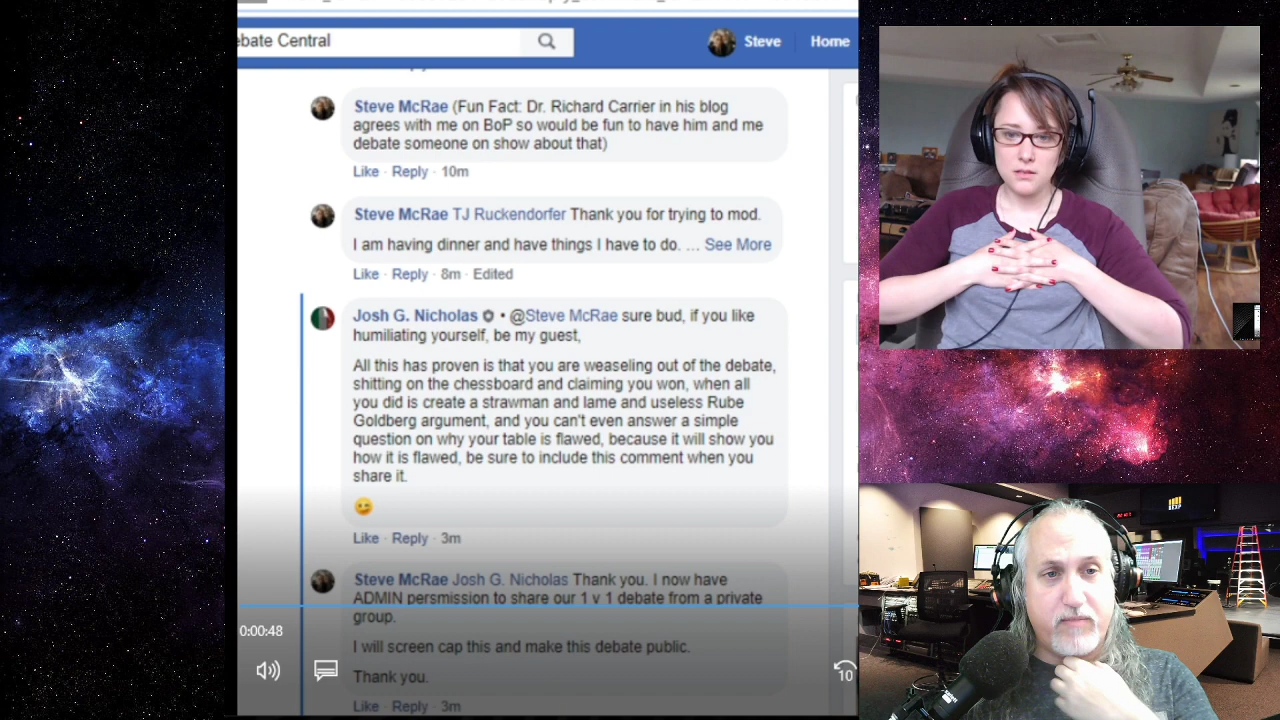 ebate Central
Steve
Home
Steve McRae (Fun Fact: Dr. Richard Carrier in his blog
agrees with me on BoP so would be fun to have him and me
debate someone on show about that)
Like · Reply · 10m
Steve McRae TJ Ruckendorfer Thank you for trying to mod.
I am having dinner and have things I have to do. ... See More
Like · Reply · 8m · Edited
Josh G. Nicholas • @Steve McRae sure bud, if you like
humiliating yourself, be my guest,
All this has proven is that you are weaseling out of the debate,
shitting on the chessboard and claiming you won, when all
you did is create a strawman and lame and useless Rube
Goldberg argument, and you can't even answer a simple
question on why your table is flawed, because it will show you
how it is flawed, be sure to include this comment when you
share it.
Like · Reply · 3m
Steve McRae Josh G. Nicholas Thank you. I now have
ADMIN persmission to share our 1 v 1 debate from a private
group.
0:00:48
I will screen cap this and make this debate public.
Thank you.
10
Like · Reply · 3m